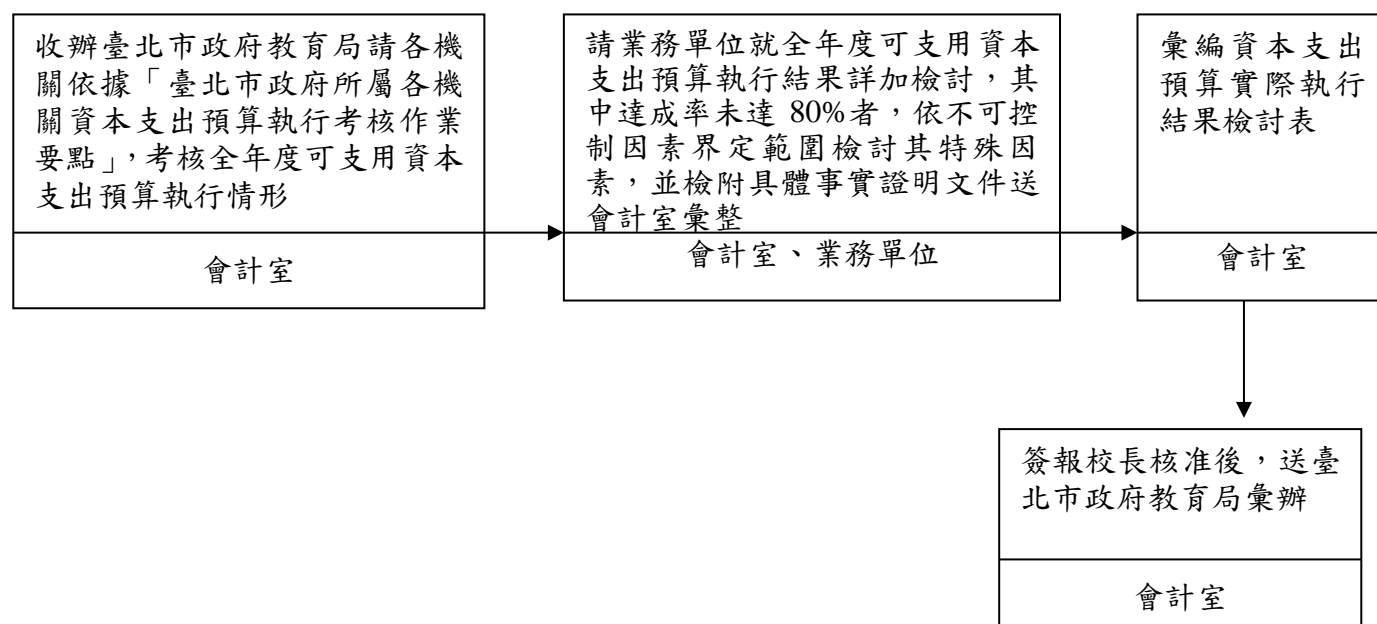 收辦臺北市政府教育局請各機
關依據「臺北市政府所屬各機
關資本支出預算執行考核作業
要點」,考核全年度可支用資本
支出預算執行情形
會計室
請業務單位就全年度可支用資本
支出預算執行結果詳加檢討,其
中達成率未達 80%者,依不可控
制因素界定範圍檢討其特殊因
素,並檢附具體事實證明文件送
會計室彙整
會計室、業務單位
彙編資本支出
預算實際執行
結果檢討表
會計室
簽報校長核准後,送臺
北市政府教育局彙辦
會計室